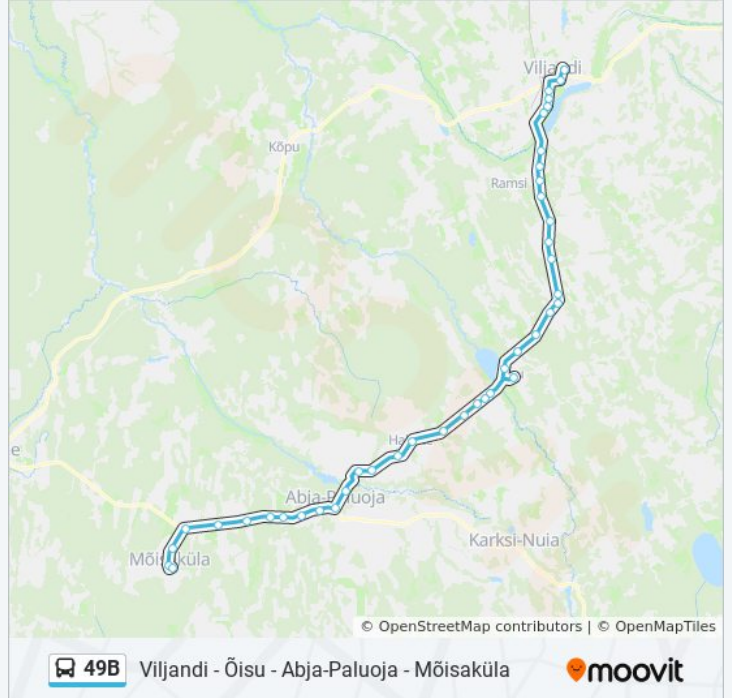 Viljandi
Kõpu
Ramsi
Abja-Paluoja
Karksi-Nuia
Mõisaküla
© OpenStreetMap contributors | © OpenMapTiles
49B Viljandi - Õisu - Abja-Paluoja - Mõisaküla
moovit